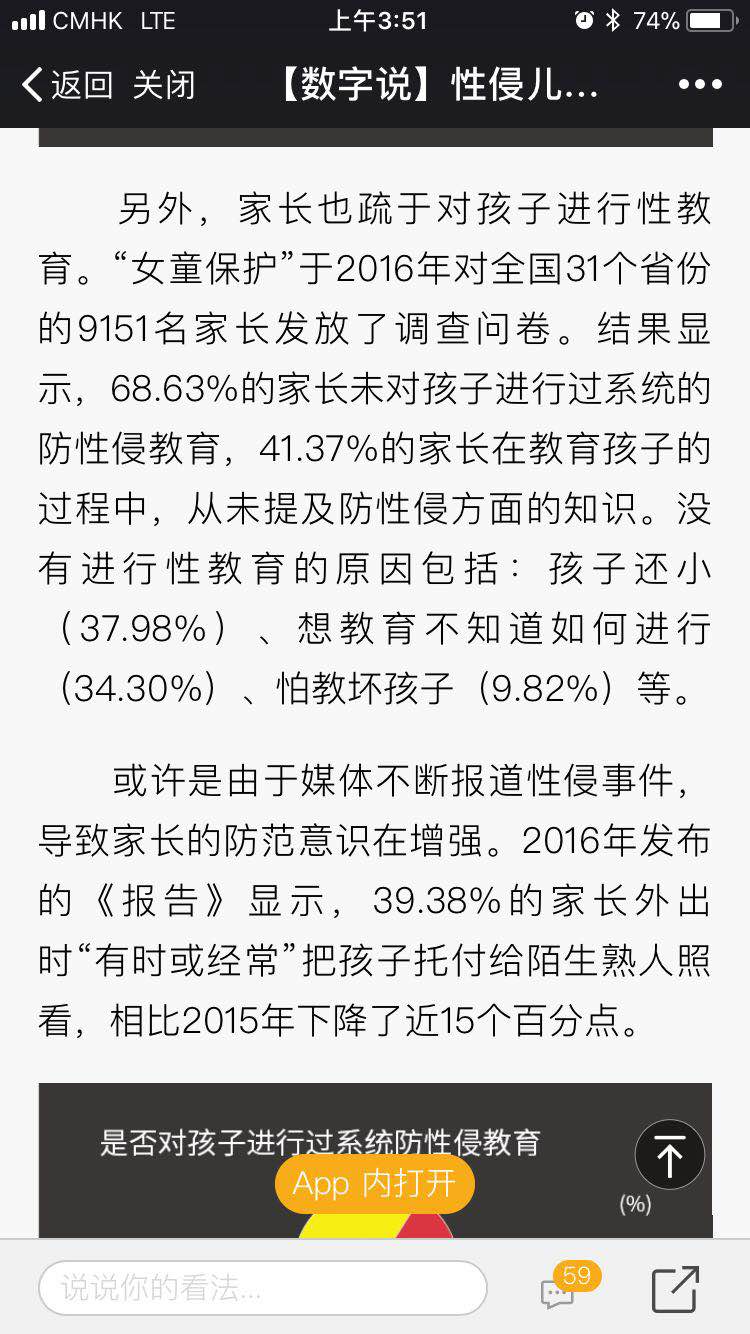 CMHK LTE 上午3:51 74%
返回 关闭 【数字说】性侵儿...
另外，家长也疏于对孩子进行性教
育。“女童保护”于2016年对全国31个省份
的9151名家长发放了调查问卷。结果显
示，68.63%的家长未对孩子进行过系统的
防性侵教育，41.37%的家长在教育孩子的
过程中，从未提及防性侵方面的知识。没
有进行性教育的原因包括：孩子还小
（37.98%）、想教育不知道如何进行
（34.30%）、怕教坏孩子（9.82%）等。
或许是由于媒体不断报道性侵事件，
导致家长的防范意识在增强。2016年发布
的《报告》显示，39.38%的家长外出
时“有时或经常”把孩子托付给陌生熟人照
看，相比2015年下降了近15个百分点。
是否对孩子进行过系统防性侵教育
App 内打开
(%)
说说你的看法...
59